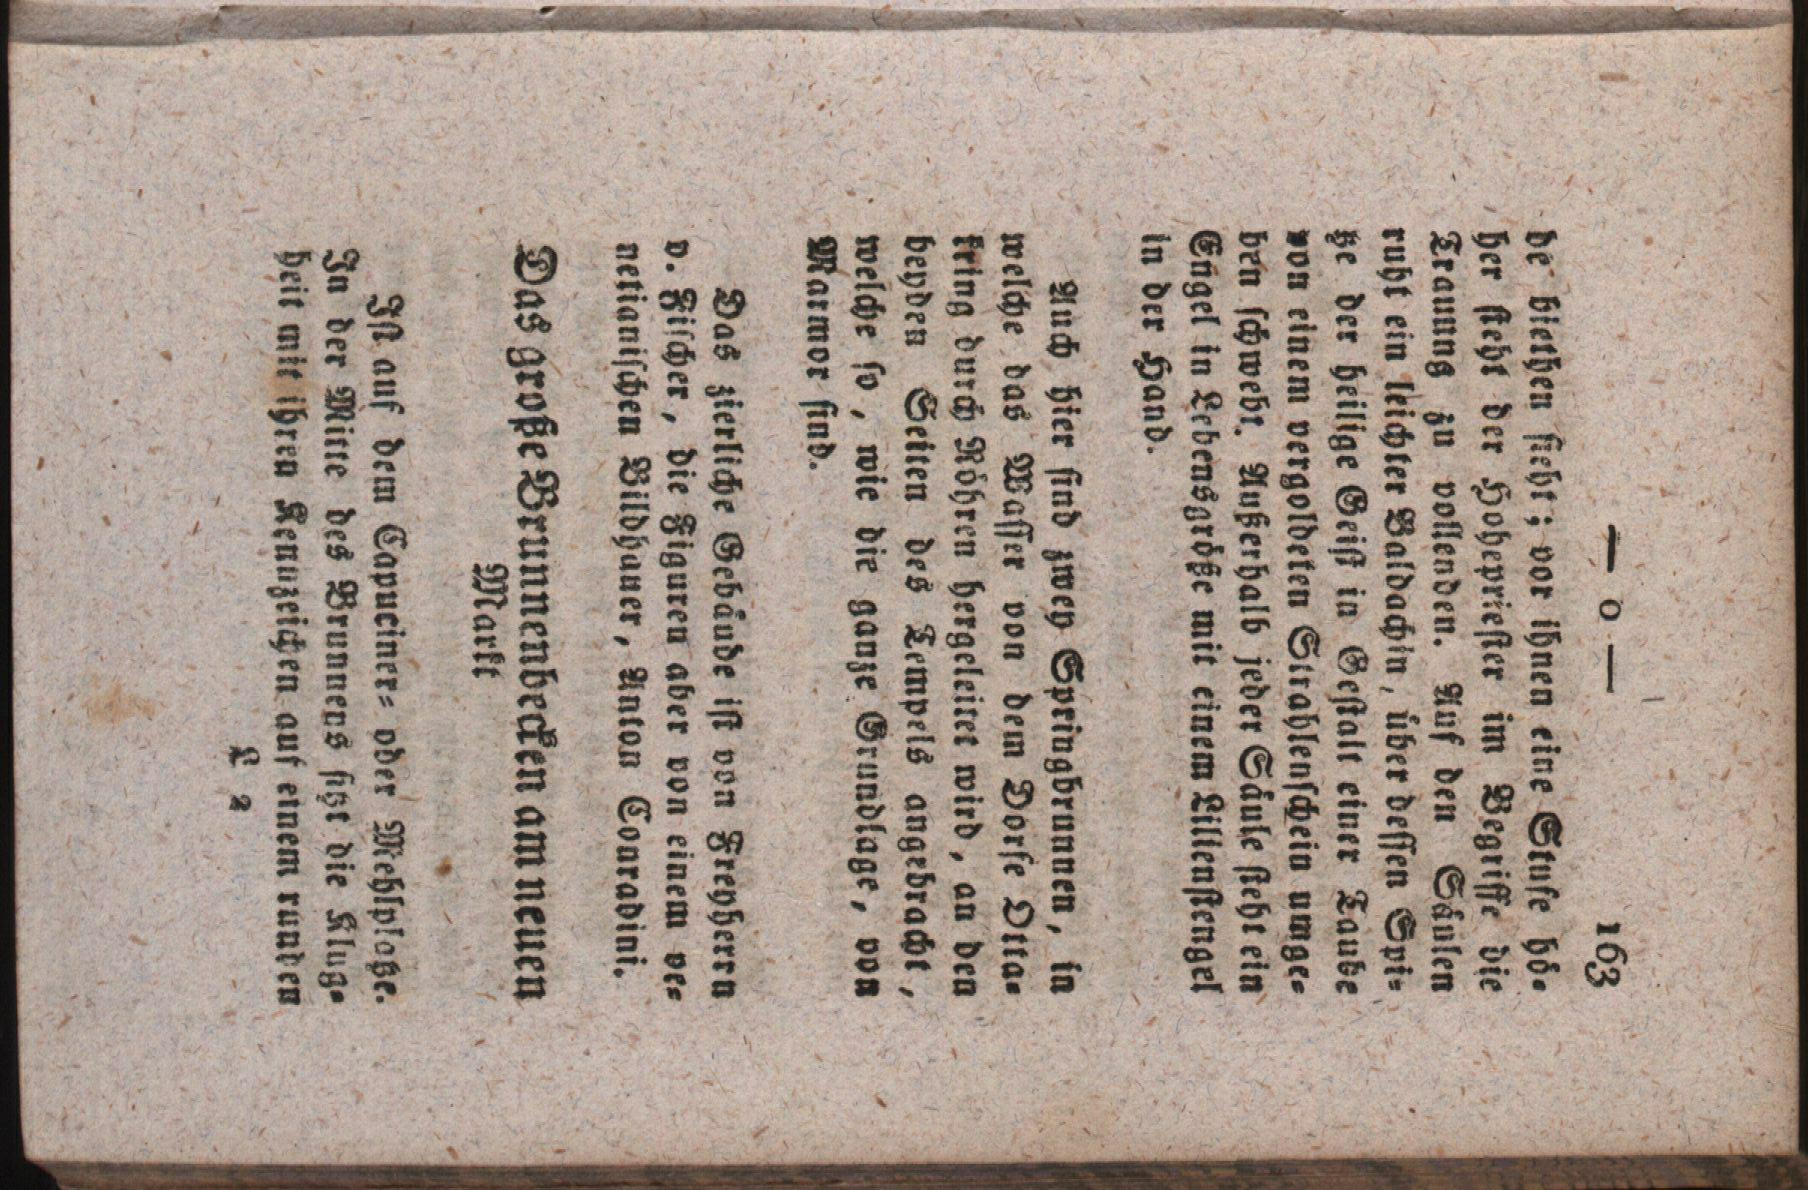 — o — 163
de biethen sieht; vor ihnen eine Stufe hö-
her steht der Hohepriester im Begriffe die
Trauung zu vollenden. Auf den Säulen
ruht ein leichter Baldachin, über dessen Spi-
tze der heilige Geist in Gestalt einer Taube
von einem vergoldeten Strahlenschein umge-
ben schwebt. Außerhalb jeder Säule steht ein
Engel in Lebensgröße mit einem Lilienstengel
in der Hand.
Auch hier sind zwey Springbrunnen, in
welche das Wasser von dem Dorfe Otta-
kring durch Röhren hergeleitet wird, an den
beyden Seiten des Tempels angebracht,
welche so, wie die ganze Grundlage, von
Marmor sind.
Das zierliche Gebäude ist von Freyherrn
v. Fischer, die Figuren aber von einem ve-
netianischen Bildhauer, Anton Coradini.
Das große Brunnenbecken am neuen
Markt
Ist auf dem Capuciner- oder Mehlplatze.
In der Mitte des Brunnens sitzt die Klug-
heit mit ihren Kennzeichen auf einem runden
L 2